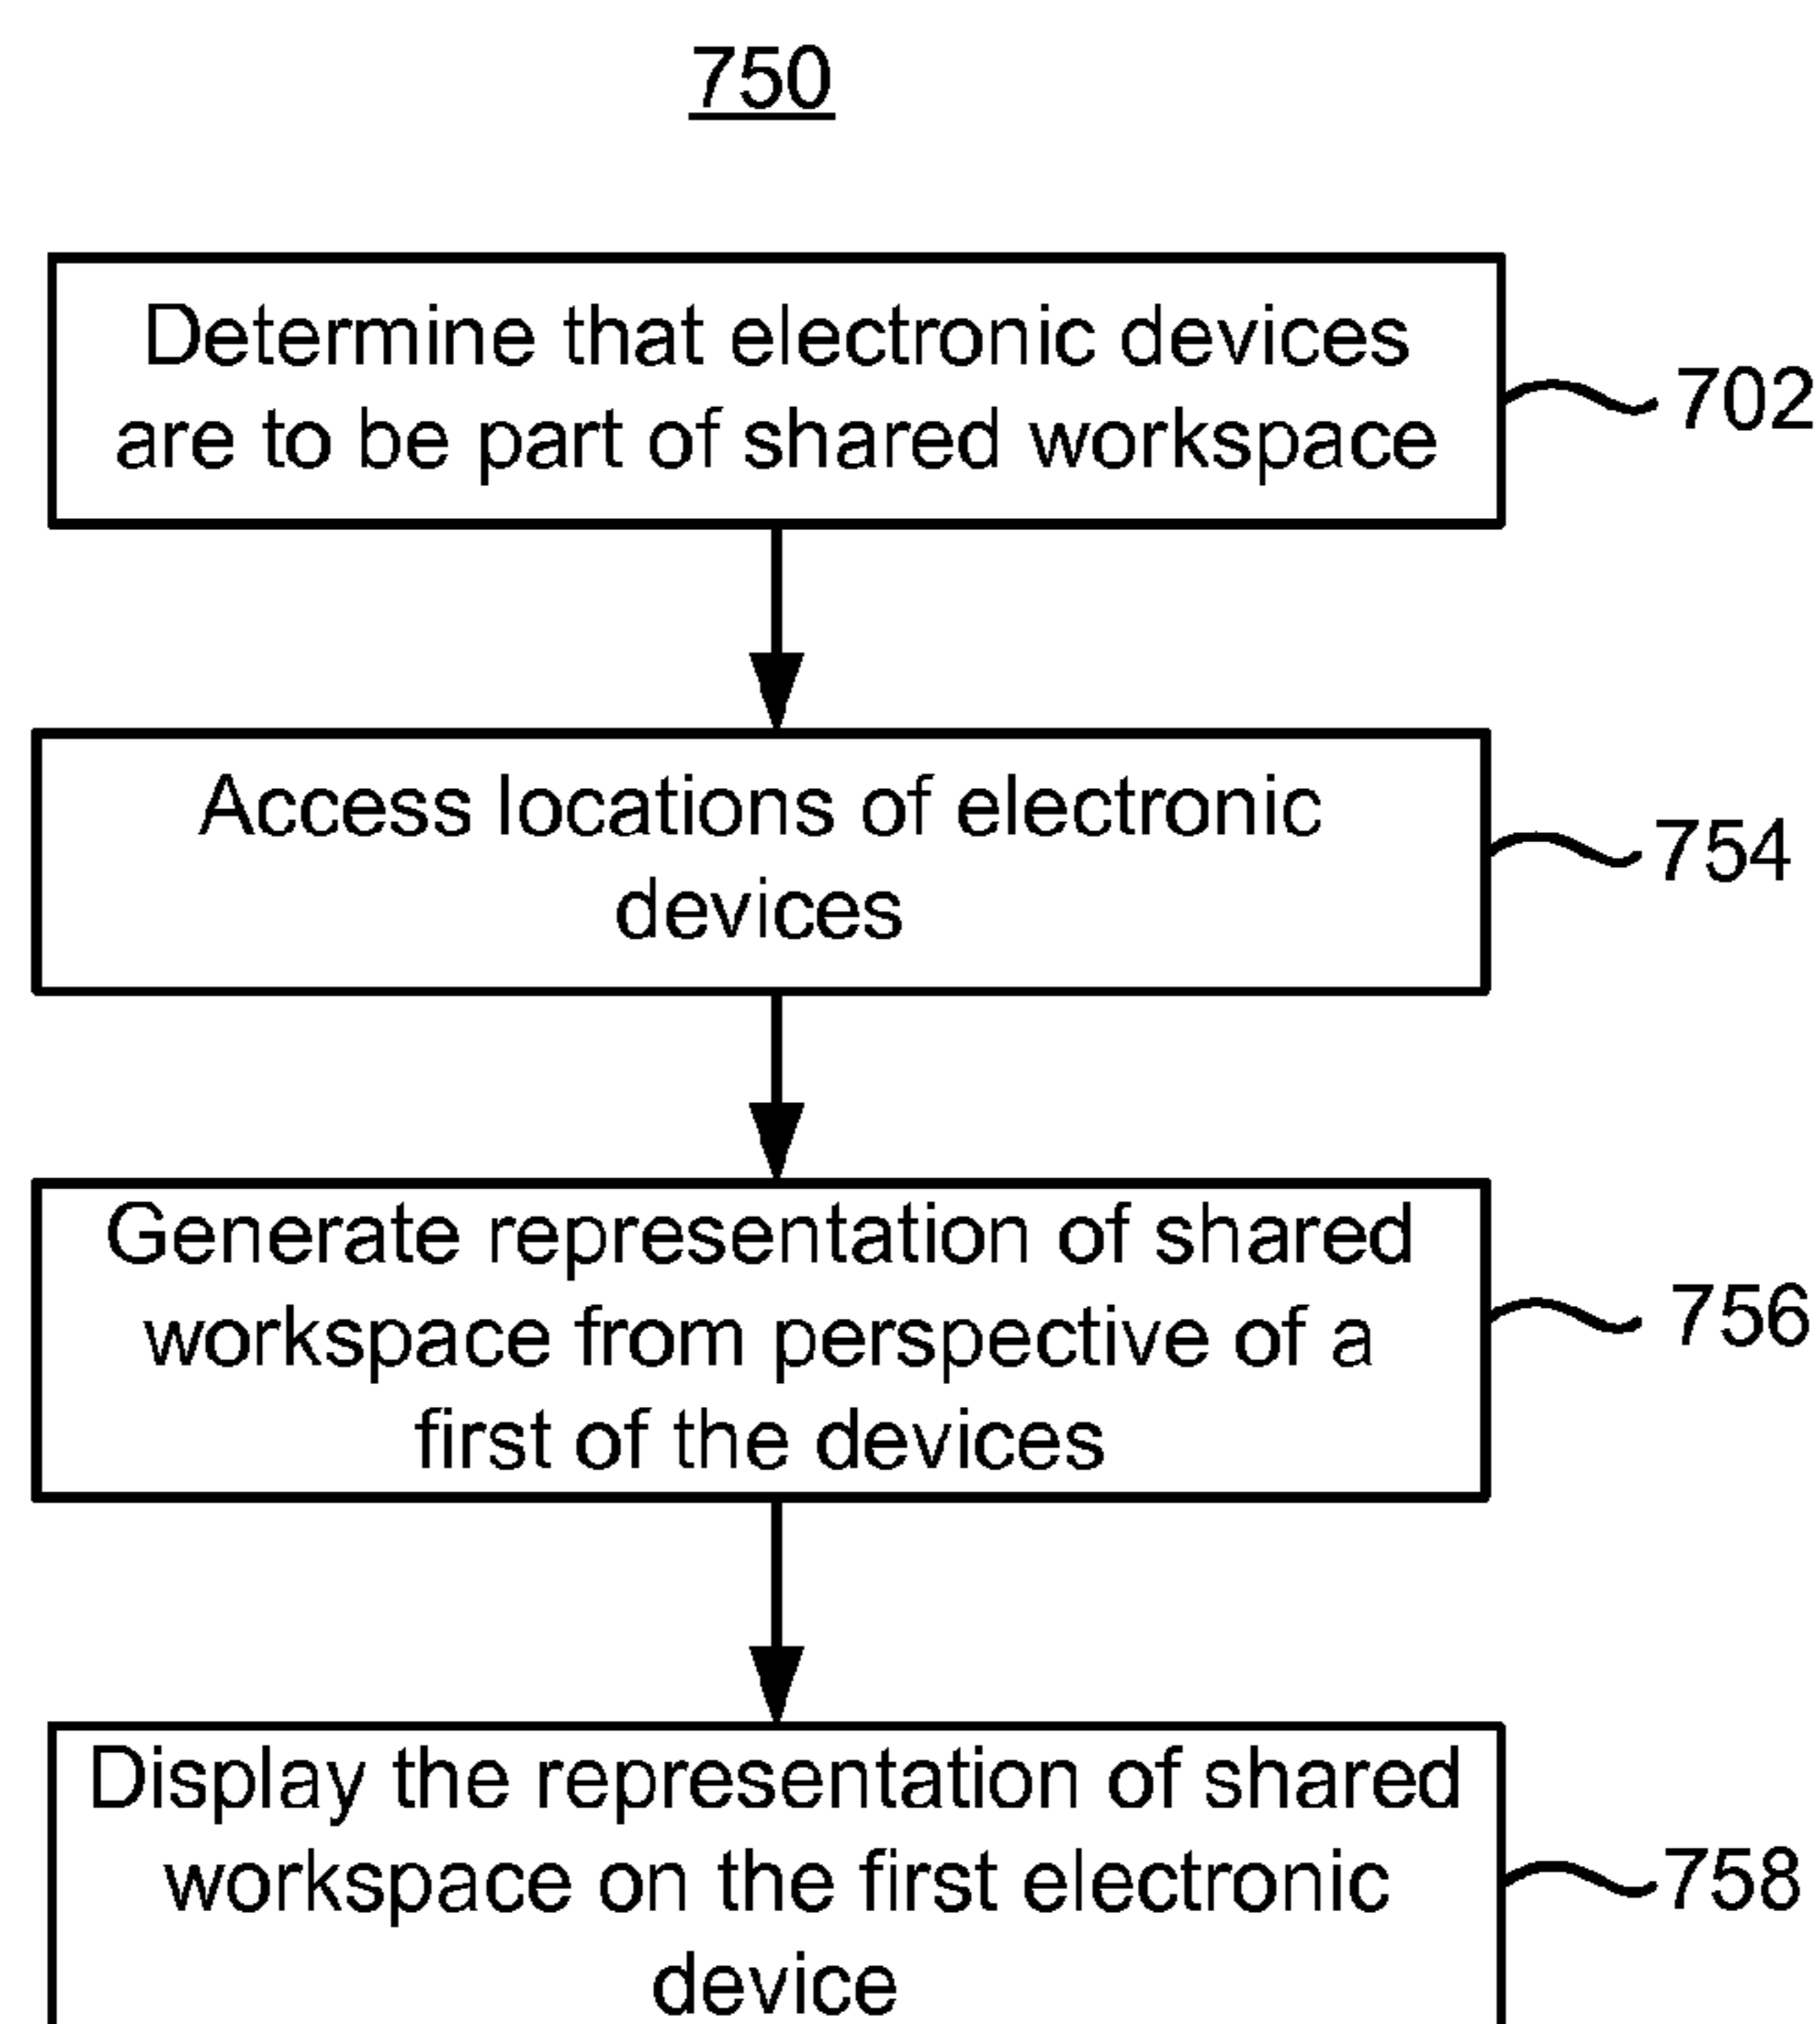 750
Determine that electronic devices
are to be part of shared workspace
702
Access locations of electronic
devices
754
Generate representation of shared
workspace from perspective of a
first of the devices
756
Display the representation of shared
workspace on the first electronic
device
758